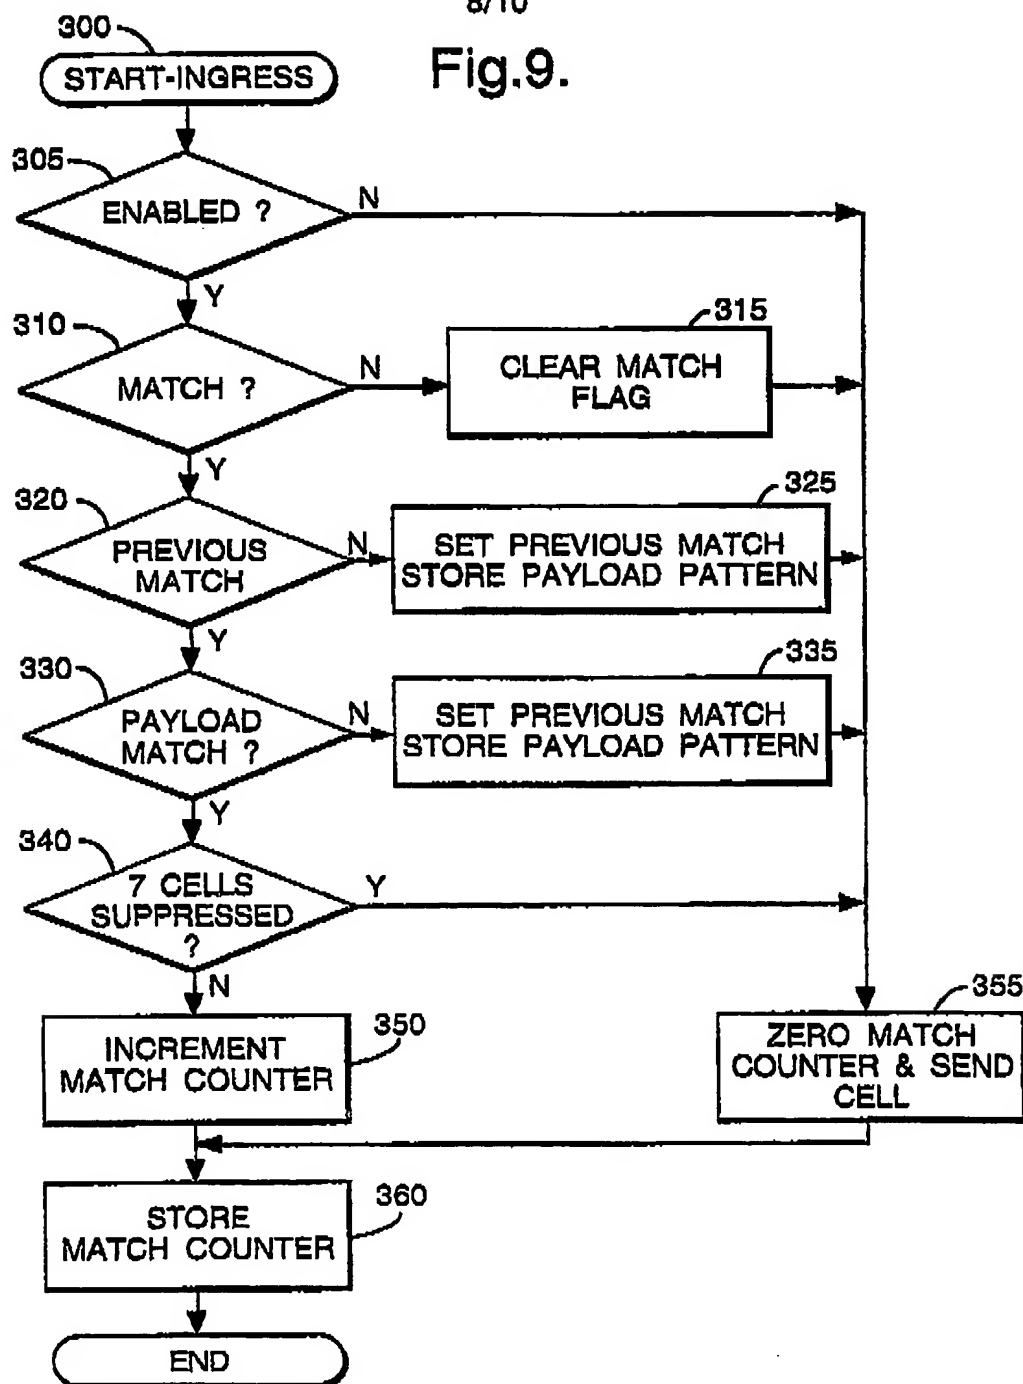 8/10
Fig.9.
300
START-INGRESS
305
ENABLED ?
N
Y
310
MATCH ?
N
315
CLEAR MATCH
FLAG
Y
320
PREVIOUS
MATCH
N
325
SET PREVIOUS MATCH
STORE PAYLOAD PATTERN
Y
330
PAYLOAD
MATCH ?
N
335
SET PREVIOUS MATCH
STORE PAYLOAD PATTERN
Y
340
7 CELLS
SUPPRESSED
?
Y
N
350
INCREMENT
MATCH COUNTER
355
ZERO MATCH
COUNTER & SEND
CELL
360
STORE
MATCH COUNTER
END